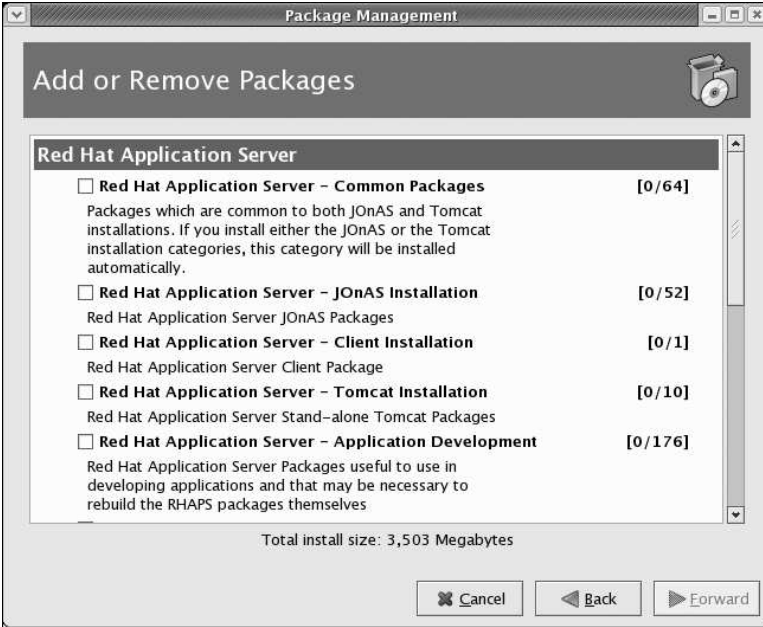 Package Management
Add or Remove Packages
Red Hat Application Server
Red Hat Application Server – Common Packages [0/64]
Packages which are common to both JOnAS and Tomcat
installations. If you install either the JOnAS or the Tomcat
installation categories, this category will be installed
automatically.
Red Hat Application Server – JOnAS Installation [0/52]
Red Hat Application Server JOnAS Packages
Red Hat Application Server – Client Installation [0/1]
Red Hat Application Server Client Package
Red Hat Application Server – Tomcat Installation [0/10]
Red Hat Application Server Stand–alone Tomcat Packages
Red Hat Application Server – Application Development [0/176]
Red Hat Application Server Packages useful to use in
developing applications and that may be necessary to
rebuild the RHAPS packages themselves
Total install size: 3,503 Megabytes
Cancel Back Forward